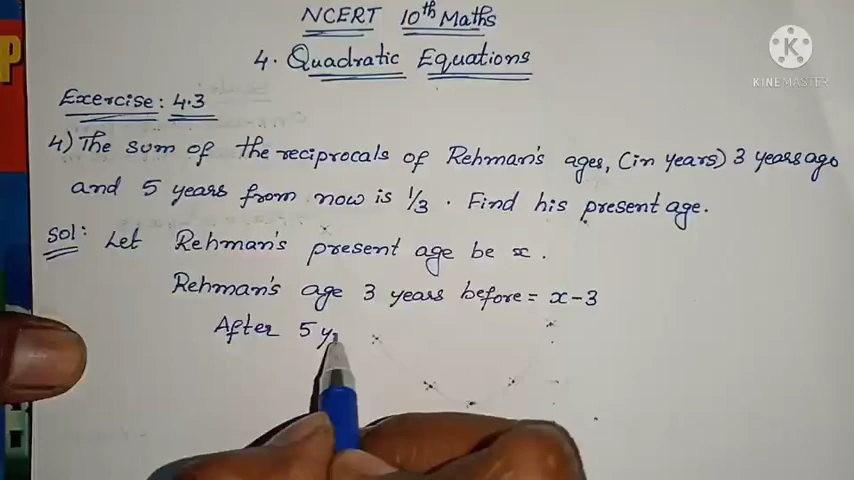 NCERT 10th Maths
4. Quadratic Equations
KINEMASTER
Exercise: 4.3
4) The sum of the reciprocals of Rehman's ages, (in years) 3 years ago
and 5 years from now is 1/3. Find his present age.
Sol: Let Rehman's present age be x.
Rehman's age 3 years before = x-3
After 5 y